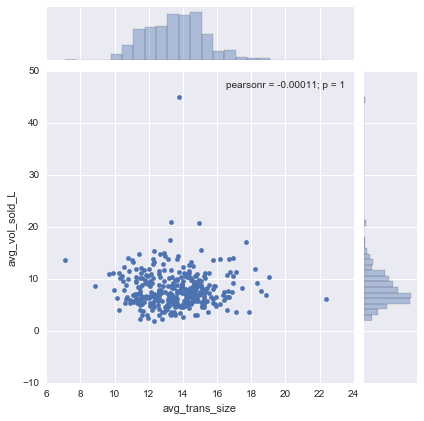 pearsonr = -0.00011; p = 1
50
40
30
20
10
0
−10
avg_vol_sold_L
6 8 10 12 14 16 18 20 22 24
avg_trans_size